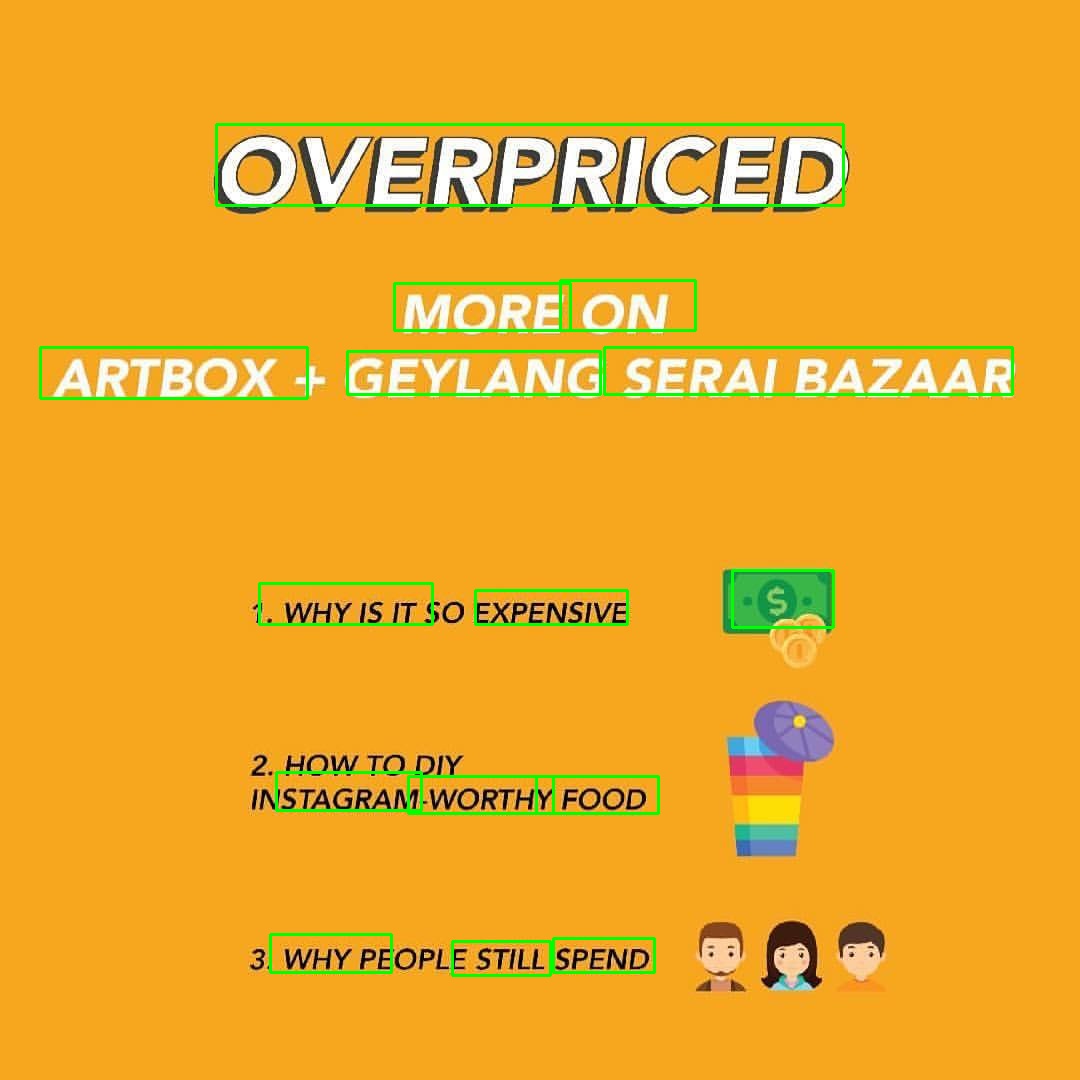 OVERPRICED
MORE ON
ARTBOX + GEYLANG SERAI BAZAAR
1. WHY IS IT SO EXPENSIVE
$
2. HOW TO DIY
INSTAGRAM-WORTHY FOOD
3. WHY PEOPLE STILL SPEND